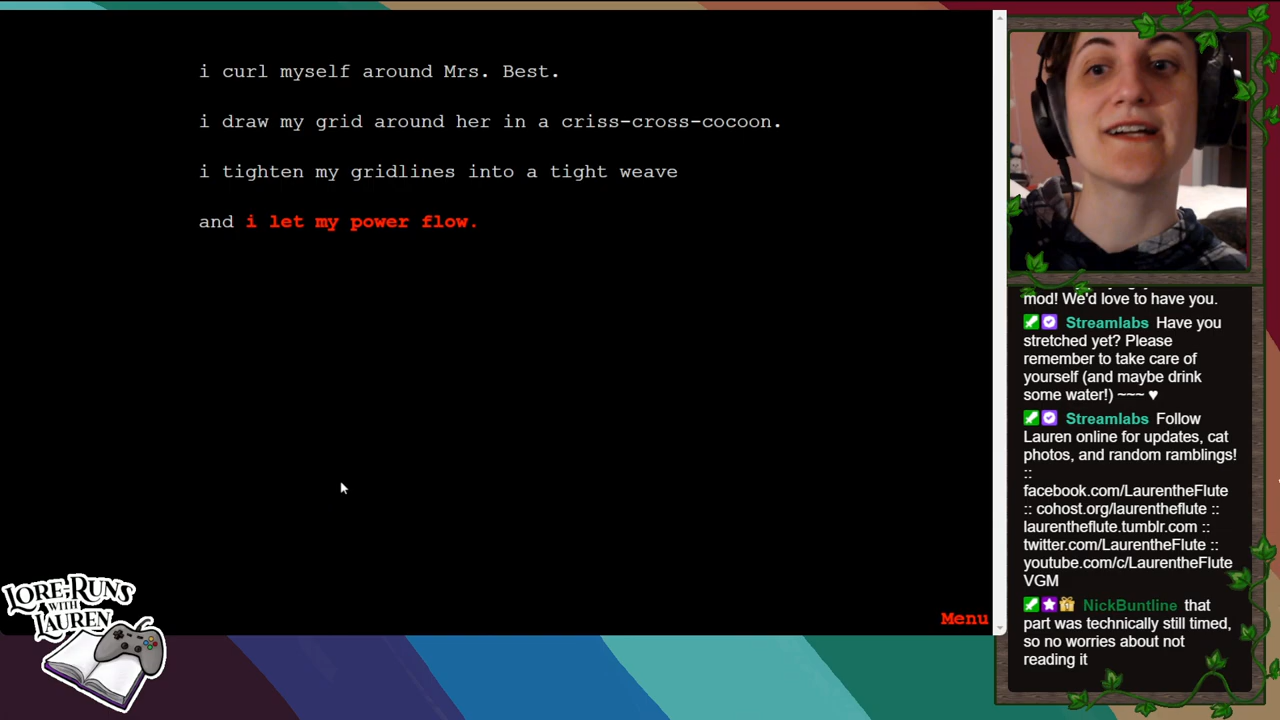 i curl myself around Mrs. Best.
i draw my grid around her in a criss-cross-cocoon.
i tighten my gridlines into a tight weave
and i let my power flow.
Menu
LORE-RUNS
WITH
LAUREN
mod! We'd love to have you.
Streamlabs Have you
stretched yet? Please
remember to take care of
yourself (and maybe drink
some water!) ~~~ ♥
Streamlabs Follow
Lauren online for updates, cat
photos, and random ramblings!
::
facebook.com/LaurentheFlute
:: cohost.org/laurentheflute ::
laurentheflute.tumblr.com ::
twitter.com/LaurentheFlute ::
youtube.com/c/LaurentheFlute
VGM
NickBuntline that
part was technically still timed,
so no worries about not
reading it